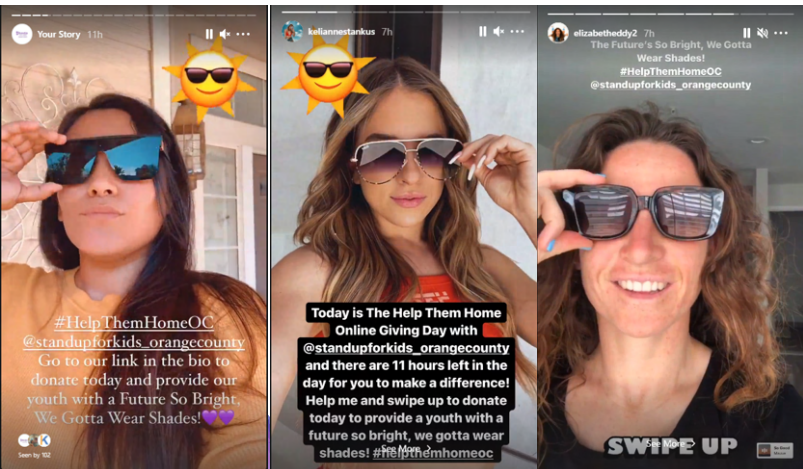 Your Story 11h
#HelpThemHomeOC
@standupforkids_orangecounty
Go to our link in the bio to
donate today and provide our
youth with a Future So Bright,
We Gotta Wear Shades!💜💜
Seen by 102
keliannestankus 7h
Today is The Help Them Home
Online Giving Day with
@standupforkids_orangecounty
and there are 11 hours left in the
day for you to make a difference!
Help me and swipe up to donate
today to provide a youth with a
future so bright, we gotta wear
shades! #helpthemhomeoc
See More
elizabetheddy2 7h
The Future's So Bright, We Gotta
Wear Shades!
#HelpThemHomeOC
@standupforkids_orangecounty
SWIPE UP
See More